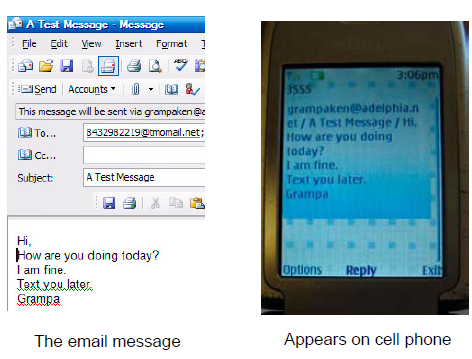 A Test Message - Message
File Edit View Insert Format T
Send Accounts
This message will be sent via grampaken@a
To... 8432982219@tmomail.net;
Cc...
Subject: A Test Message
Hi,
How are you doing today?
I am fine.
Text you later.
Grampa
The email message
NOKIA
3:06pm
3555
grampaken@adelphia.n
et / A Test Message / Hi,
How are you doing
today?
I am fine.
Text you later.
Grampa
Options Reply Exit
Appears on cell phone